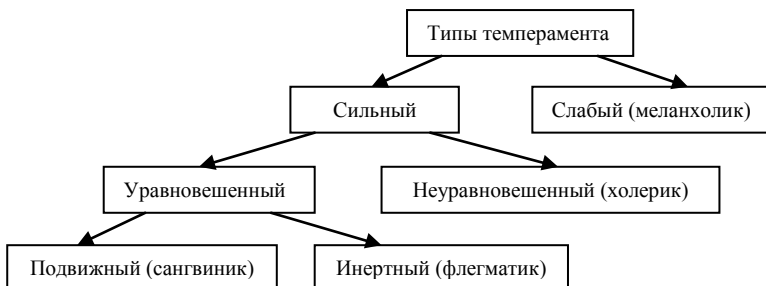 Типы темперамента
Сильный
Слабый (меланхолик)
Уравновешенный
Неуравновешенный (холерик)
Подвижный (сангвиник)
Инертный (флегматик)